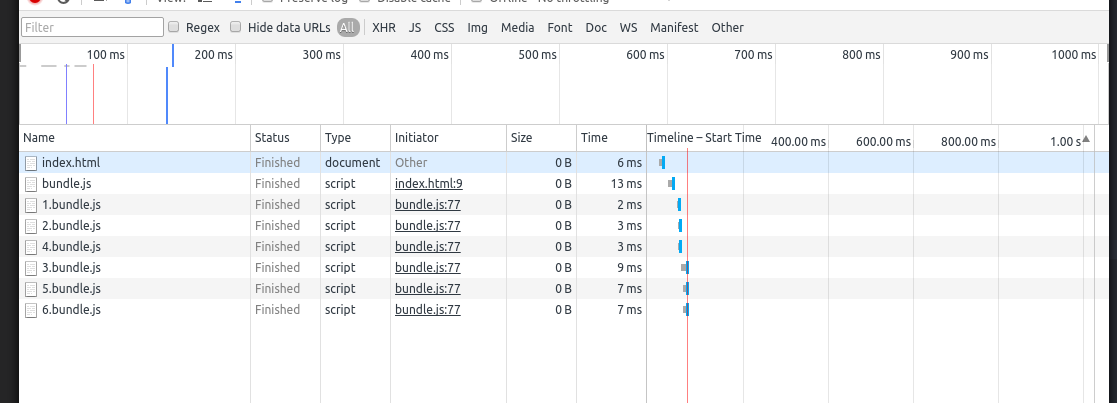 View: Preserve log Disable cache Offline No throttling
Filter Regex Hide data URLs All XHR JS CSS Img Media Font Doc WS Manifest Other
100 ms 200 ms 300 ms 400 ms 500 ms 600 ms 700 ms 800 ms 900 ms 1000 ms
Name Status Type Initiator Size Time Timeline – Start Time 400.00 ms 600.00 ms 800.00 ms 1.00 s
index.html Finished document Other 0 B 6 ms
bundle.js Finished script index.html:9 0 B 13 ms
1.bundle.js Finished script bundle.js:77 0 B 2 ms
2.bundle.js Finished script bundle.js:77 0 B 3 ms
4.bundle.js Finished script bundle.js:77 0 B 3 ms
3.bundle.js Finished script bundle.js:77 0 B 9 ms
5.bundle.js Finished script bundle.js:77 0 B 7 ms
6.bundle.js Finished script bundle.js:77 0 B 7 ms